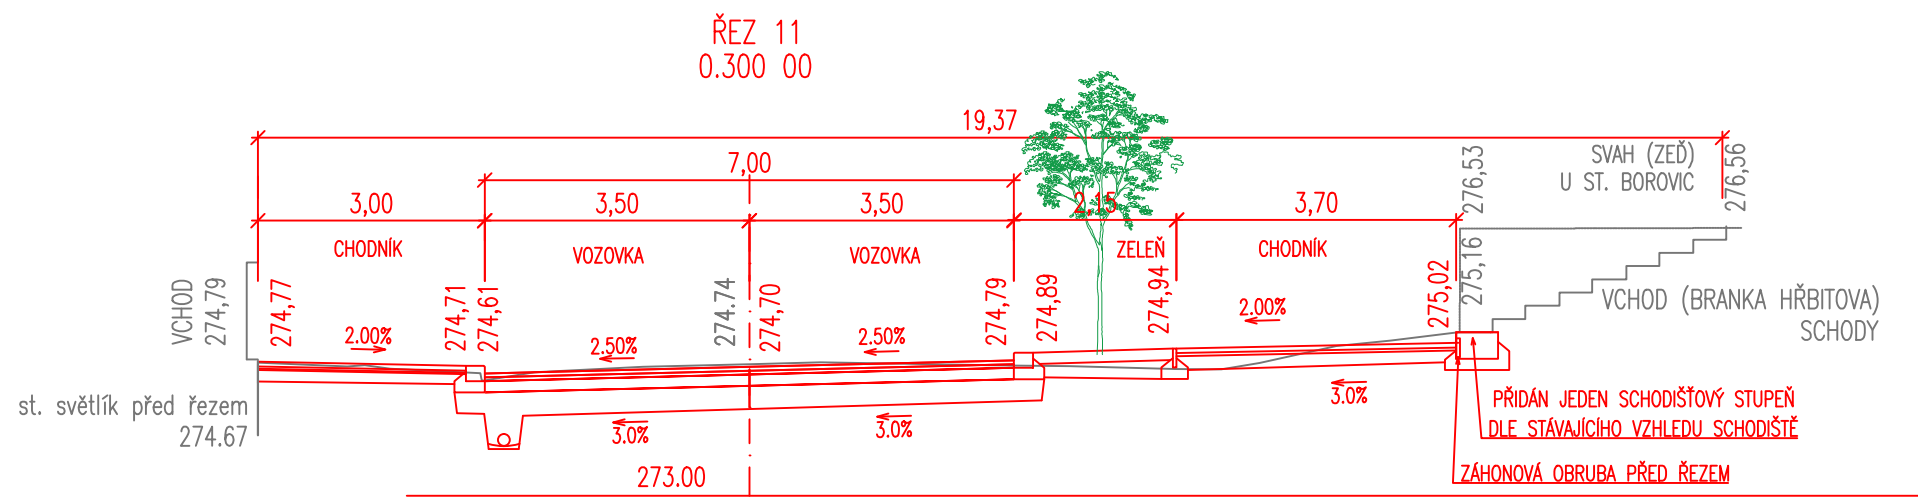 ŘEZ 11
0.300 00
19,37
7,00
3,00
3,50
3,50
2,15
3,70
CHODNÍK
VOZOVKA
VOZOVKA
ZELEŇ
CHODNÍK
SVAH (ZEĎ)
U ST. BOROVIC
276,53
276,56
VCHOD
274,79
274,77
274,71
274,61
274.74
274,70
274,79
274,89
274,94
275,02
275,16
2.00%
2.50%
2.50%
2.00%
VCHOD (BRANKA HŘBITOVA)
SCHODY
st. světlík před řezem
274.67
3.0%
3.0%
3.0%
PŘIDÁN JEDEN SCHODIŠŤOVÝ STUPEŇ
DLE STÁVAJÍCÍHO VZHLEDU SCHODIŠTĚ
ZÁHONOVÁ OBRUBA PŘED ŘEZEM
273.00